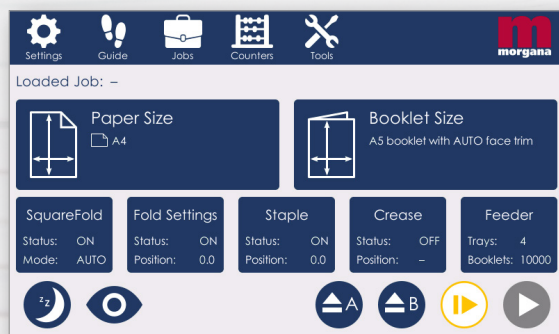 Settings
Guide
Jobs
Counters
Tools
m
morgana
Loaded Job: –
Paper Size
A4
Booklet Size
A5 booklet with AUTO face trim
SquareFold
Status: ON
Mode: AUTO
Fold Settings
Status: ON
Position: 0.0
Staple
Status: ON
Position: 0.0
Crease
Status: OFF
Position: –
Feeder
Trays: 4
Booklets: 10000
z z
A
B